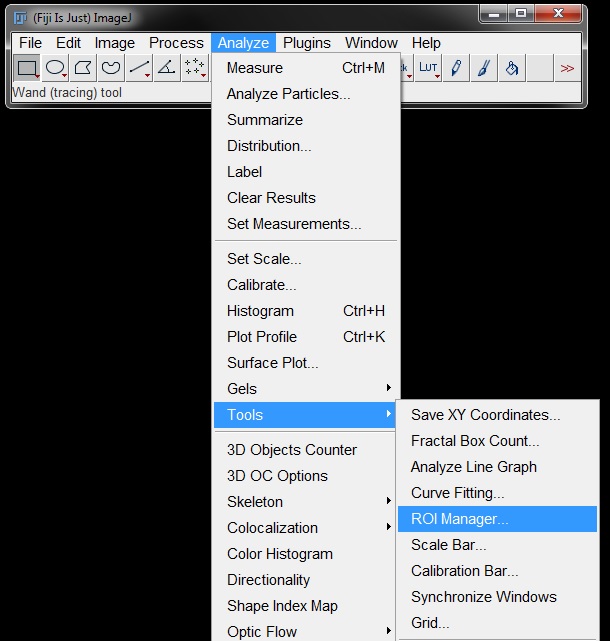 (Fiji Is Just) ImageJ
File Edit Image Process Analyze Plugins Window Help
LUT >>
Wand (tracing) tool
Measure Ctrl+M
Analyze Particles...
Summarize
Distribution...
Label
Clear Results
Set Measurements...
Set Scale...
Calibrate...
Histogram Ctrl+H
Plot Profile Ctrl+K
Surface Plot...
Gels
Tools
Save XY Coordinates...
Fractal Box Count...
Analyze Line Graph
Curve Fitting...
ROI Manager...
Scale Bar...
Calibration Bar...
Synchronize Windows
Grid...
3D Objects Counter
3D OC Options
Skeleton
Colocalization
Color Histogram
Directionality
Shape Index Map
Optic Flow